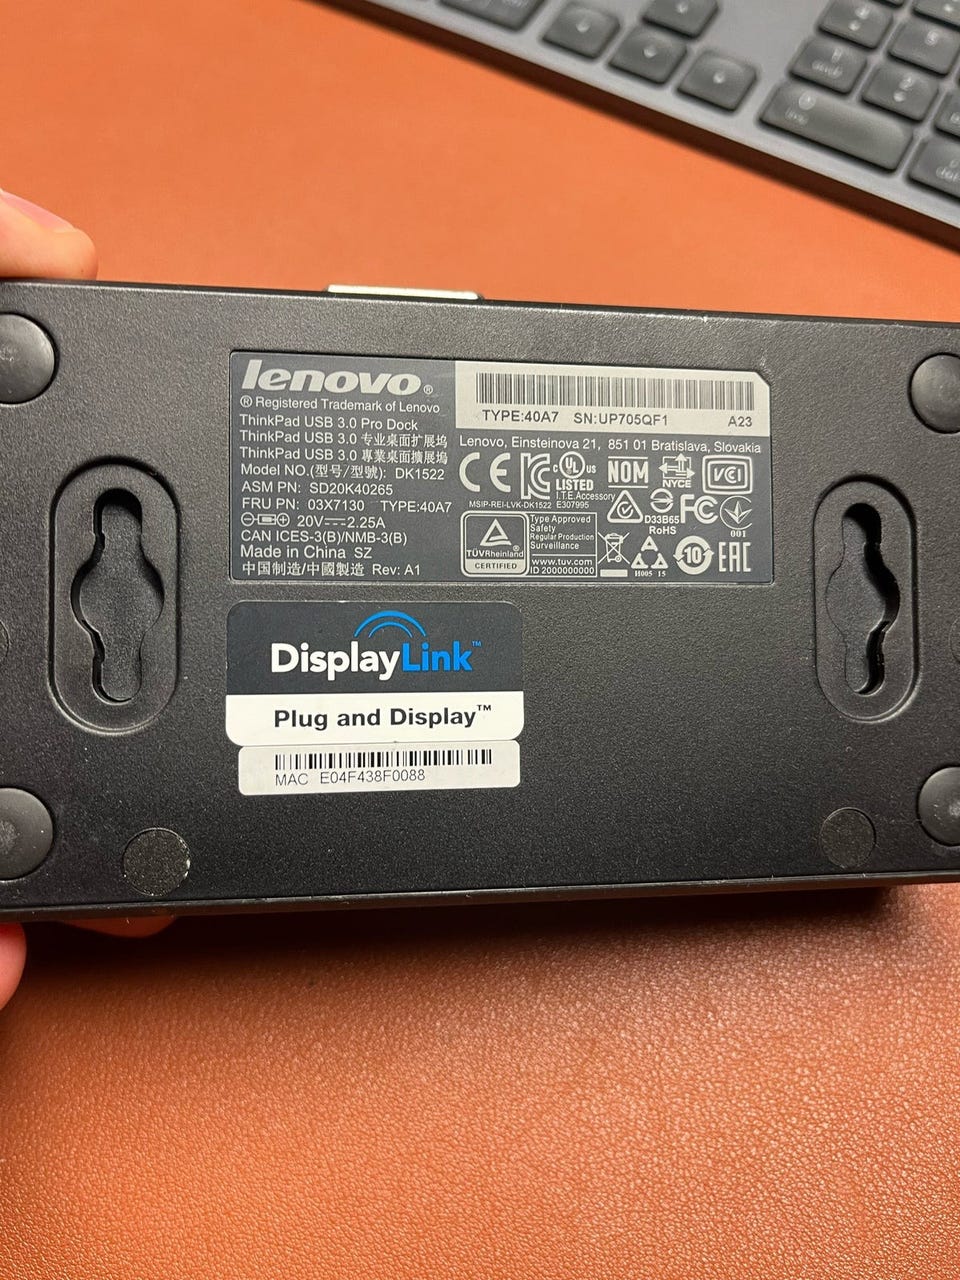 lenovo®
® Registered Trademark of Lenovo
ThinkPad USB 3.0 Pro Dock
ThinkPad USB 3.0 专业桌面扩展坞
ThinkPad USB 3.0 專業桌面擴展塢
Model NO.(型号/型號): DK1522
ASM PN: SD20K40265
FRU PN: 03X7130 TYPE:40A7
20V 2.25A
CAN ICES-3(B)/NMB-3(B)
Made in China SZ
中国制造/中國製造 Rev: A1
TYPE:40A7 SN:UP705QF1 A23
Lenovo, Einsteinova 21, 851 01 Bratislava, Slovakia
CE
c UL US
LISTED
I.T.E. Accessory
E307995
NOM
NYCE
VCI
MSIP-REI-LVK-DK1522
D33B65
RoHS
FC
001
TÜVRheinland
CERTIFIED
Type Approved
Safety
Regular Production
Surveillance
www.tuv.com
ID 2000000000
H005 15
10
EAC
DisplayLink™
Plug and Display™
MAC E04F438F0088